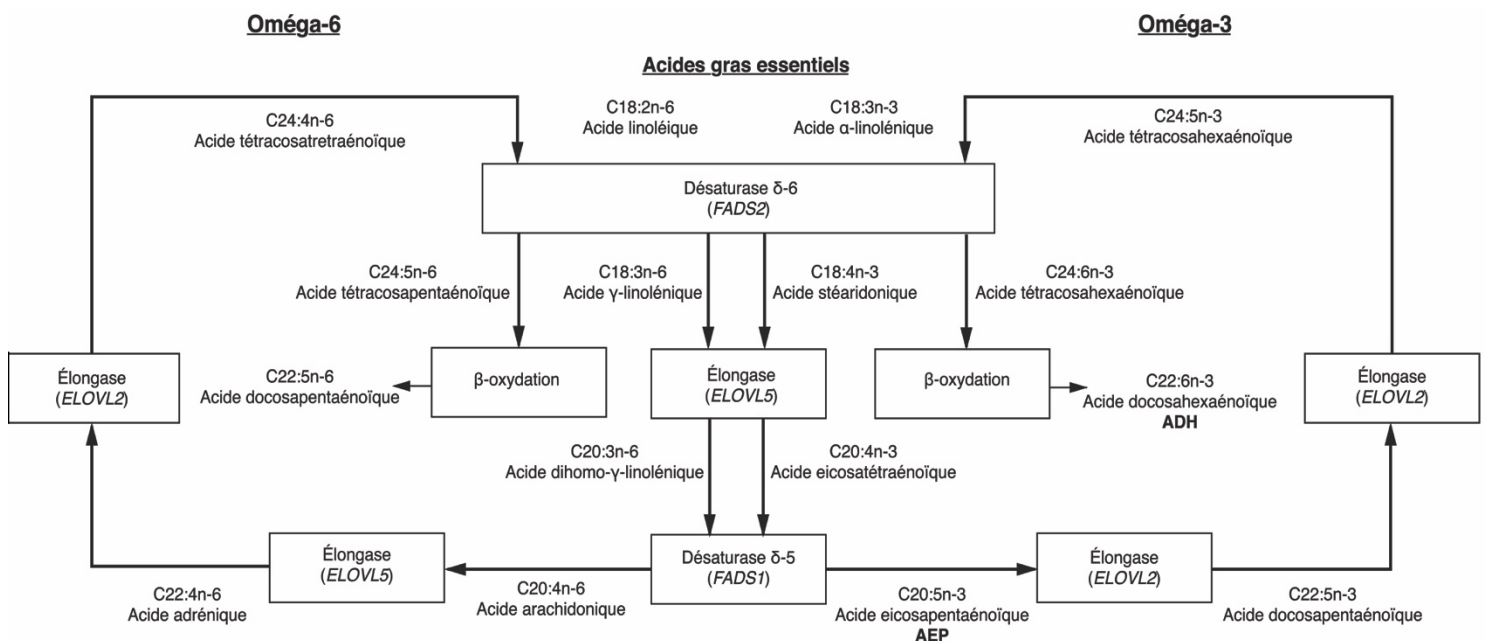 Oméga-6
Oméga-3
Acides gras essentiels
C24:4n-6
Acide tétracosatretraénoïque
C18:2n-6
Acide linoléique
C18:3n-3
Acide α-linolénique
C24:5n-3
Acide tétracosahexaénoïque
Désaturase δ-6
(FADS2)
C24:5n-6
Acide tétracosapentaénoïque
C18:3n-6
Acide γ-linolénique
C18:4n-3
Acide stéaridonique
C24:6n-3
Acide tétracosahexaénoïque
Élongase
(ELOVL2)
C22:5n-6
Acide docosapentaénoïque
β-oxydation
Élongase
(ELOVL5)
β-oxydation
C22:6n-3
Acide docosahexaénoïque
ADH
Élongase
(ELOVL2)
C20:3n-6
Acide dihomo-γ-linolénique
C20:4n-3
Acide eicosatétraénoïque
C22:4n-6
Acide adrénique
Élongase
(ELOVL5)
C20:4n-6
Acide arachidonique
Désaturase δ-5
(FADS1)
C20:5n-3
Acide eicosapentaénoïque
AEP
Élongase
(ELOVL2)
C22:5n-3
Acide docosapentaénoïque